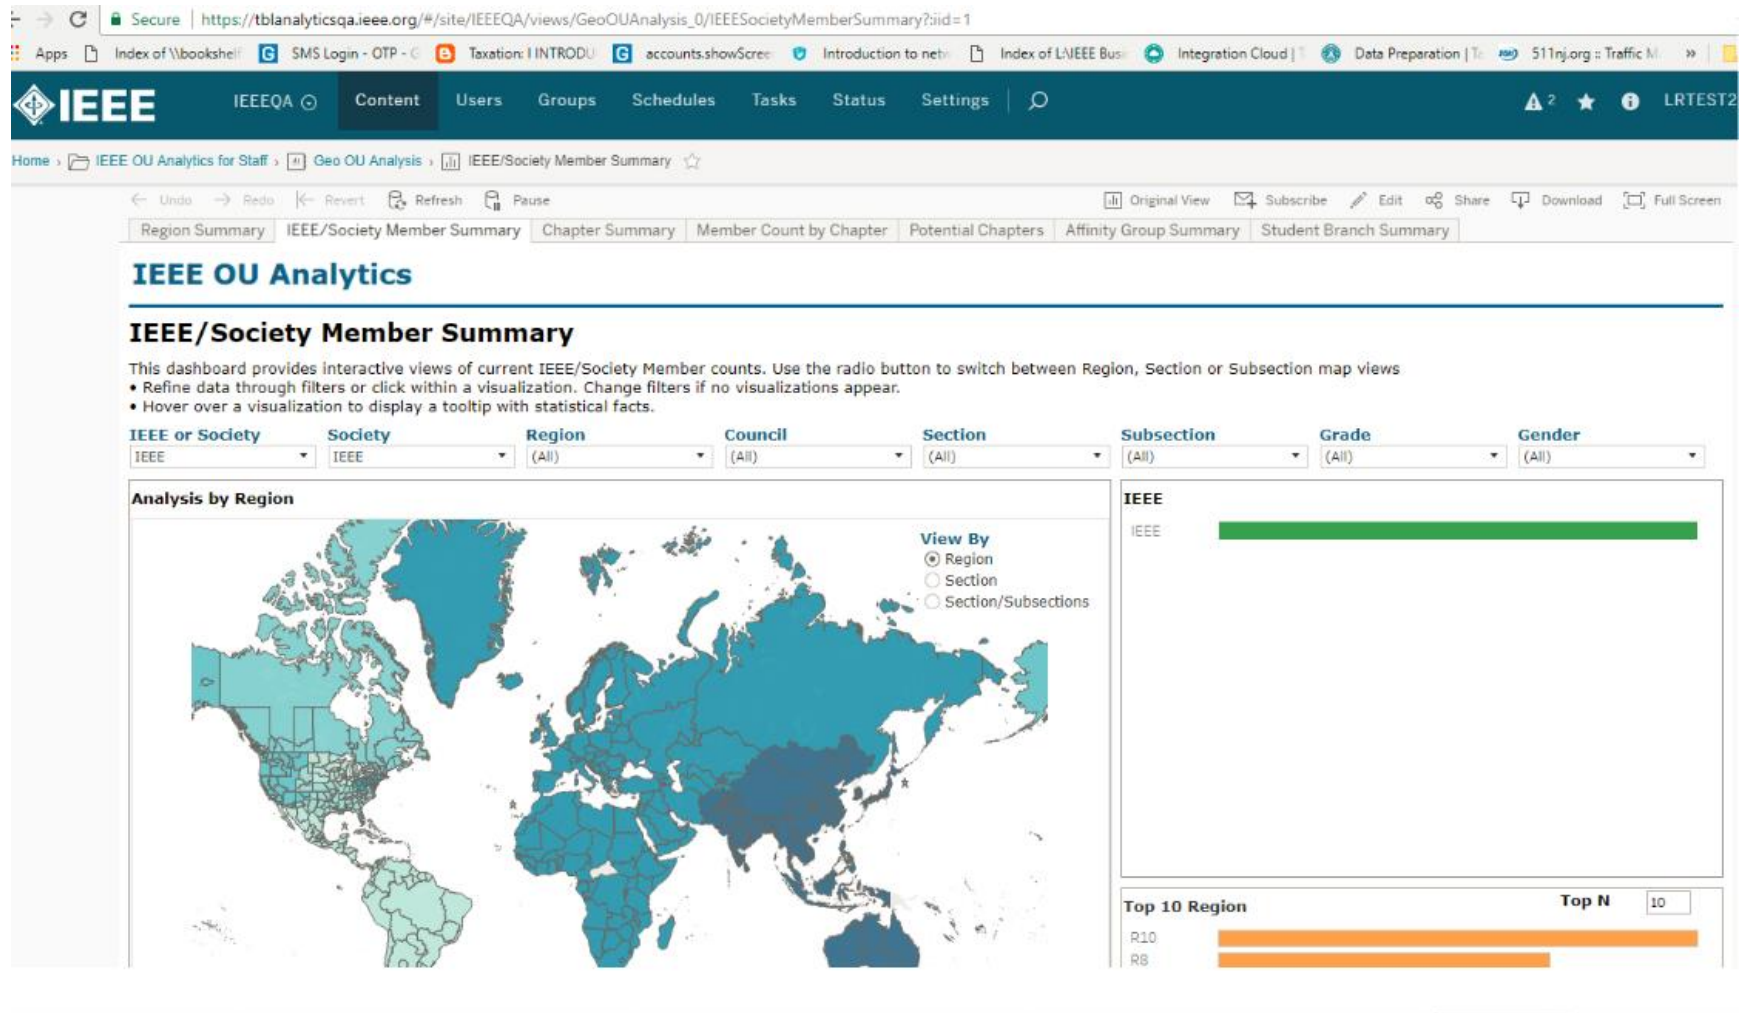 Secure | https://tblanalyticsqa.ieee.org/#/site/IEEEQA/views/GeoOUAnalysis_0/IEEESocietyMemberSummary?:iid=1
Apps Index of \\bookshelf SMS Login - OTP - G Taxation: I INTRODU accounts.showScree Introduction to netw Index of L:\IEEE Busi Integration Cloud | Data Preparation | Ta 511nj.org :: Traffic M »
IEEE IEEEQA Content Users Groups Schedules Tasks Status Settings 2 LRTEST2
Home › IEEE OU Analytics for Staff › Geo OU Analysis › IEEE/Society Member Summary
Undo Redo Revert Refresh Pause Original View Subscribe Edit Share Download Full Screen
Region Summary IEEE/Society Member Summary Chapter Summary Member Count by Chapter Potential Chapters Affinity Group Summary Student Branch Summary
IEEE OU Analytics
IEEE/Society Member Summary
This dashboard provides interactive views of current IEEE/Society Member counts. Use the radio button to switch between Region, Section or Subsection map views
• Refine data through filters or click within a visualization. Change filters if no visualizations appear.
• Hover over a visualization to display a tooltip with statistical facts.
IEEE or Society Society Region Council Section Subsection Grade Gender
IEEE IEEE (All) (All) (All) (All) (All) (All)
Analysis by Region
View By
Region
Section
Section/Subsections
IEEE
IEEE
Top 10 Region Top N 10
R10
R8